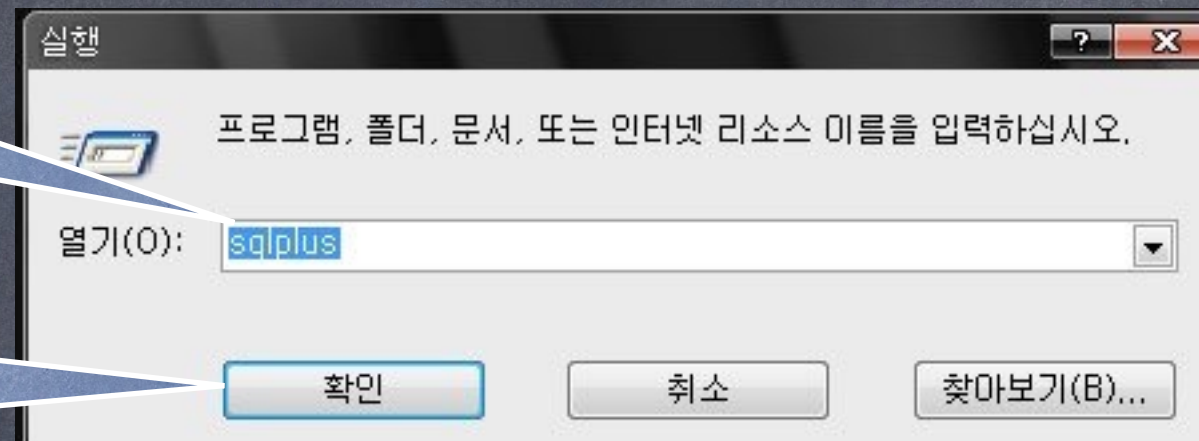 실행
프로그램, 폴더, 문서, 또는 인터넷 리소스 이름을 입력하십시오.
열기(O): sqlplus
확인 취소 찾아보기(B)...